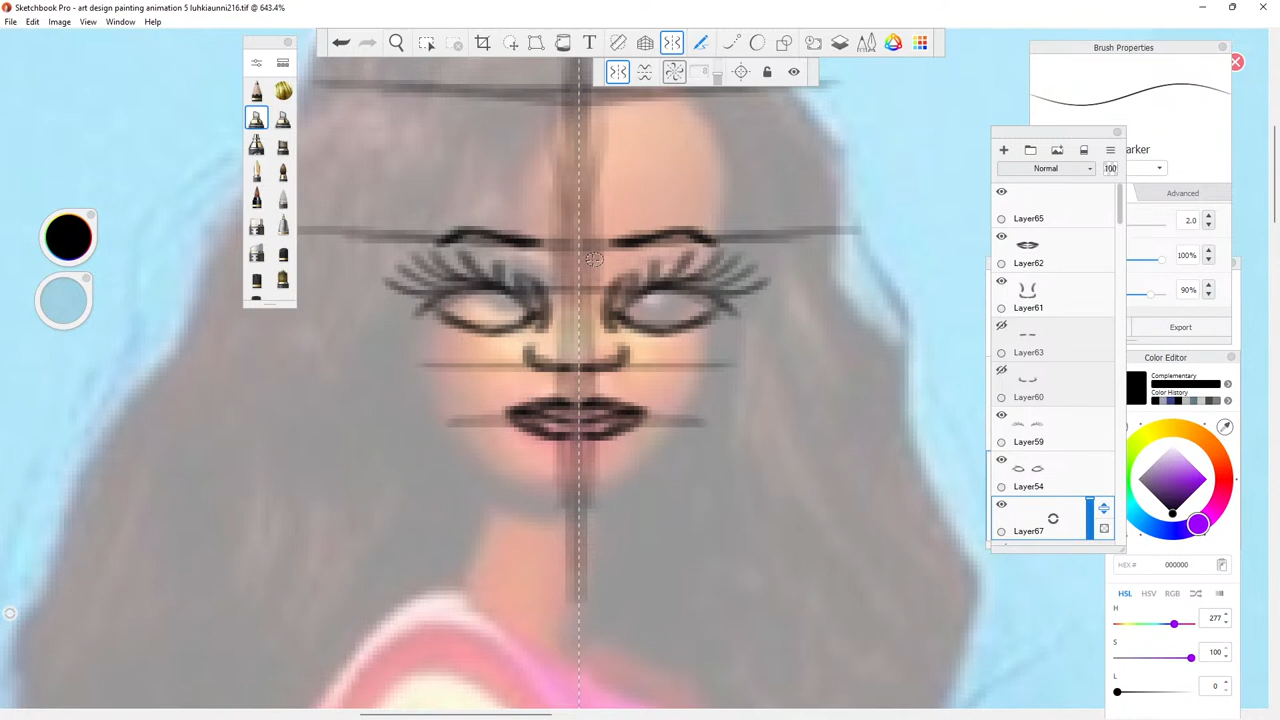 Sketchbook Pro - art design painting animation 5 luhkiaunni216.tif @ 643.4%
File Edit Image View Window Help
Brush Properties
arker
Normal 100
Advanced
Layer65
2.0
Layer62
100%
Layer61
90%
Export
Layer63
Color Editor
Complementary
Color History
Layer60
Layer59
Layer54
Layer67
HEX # 000000
HSL HSV RGB
H 277
S 100
L 0